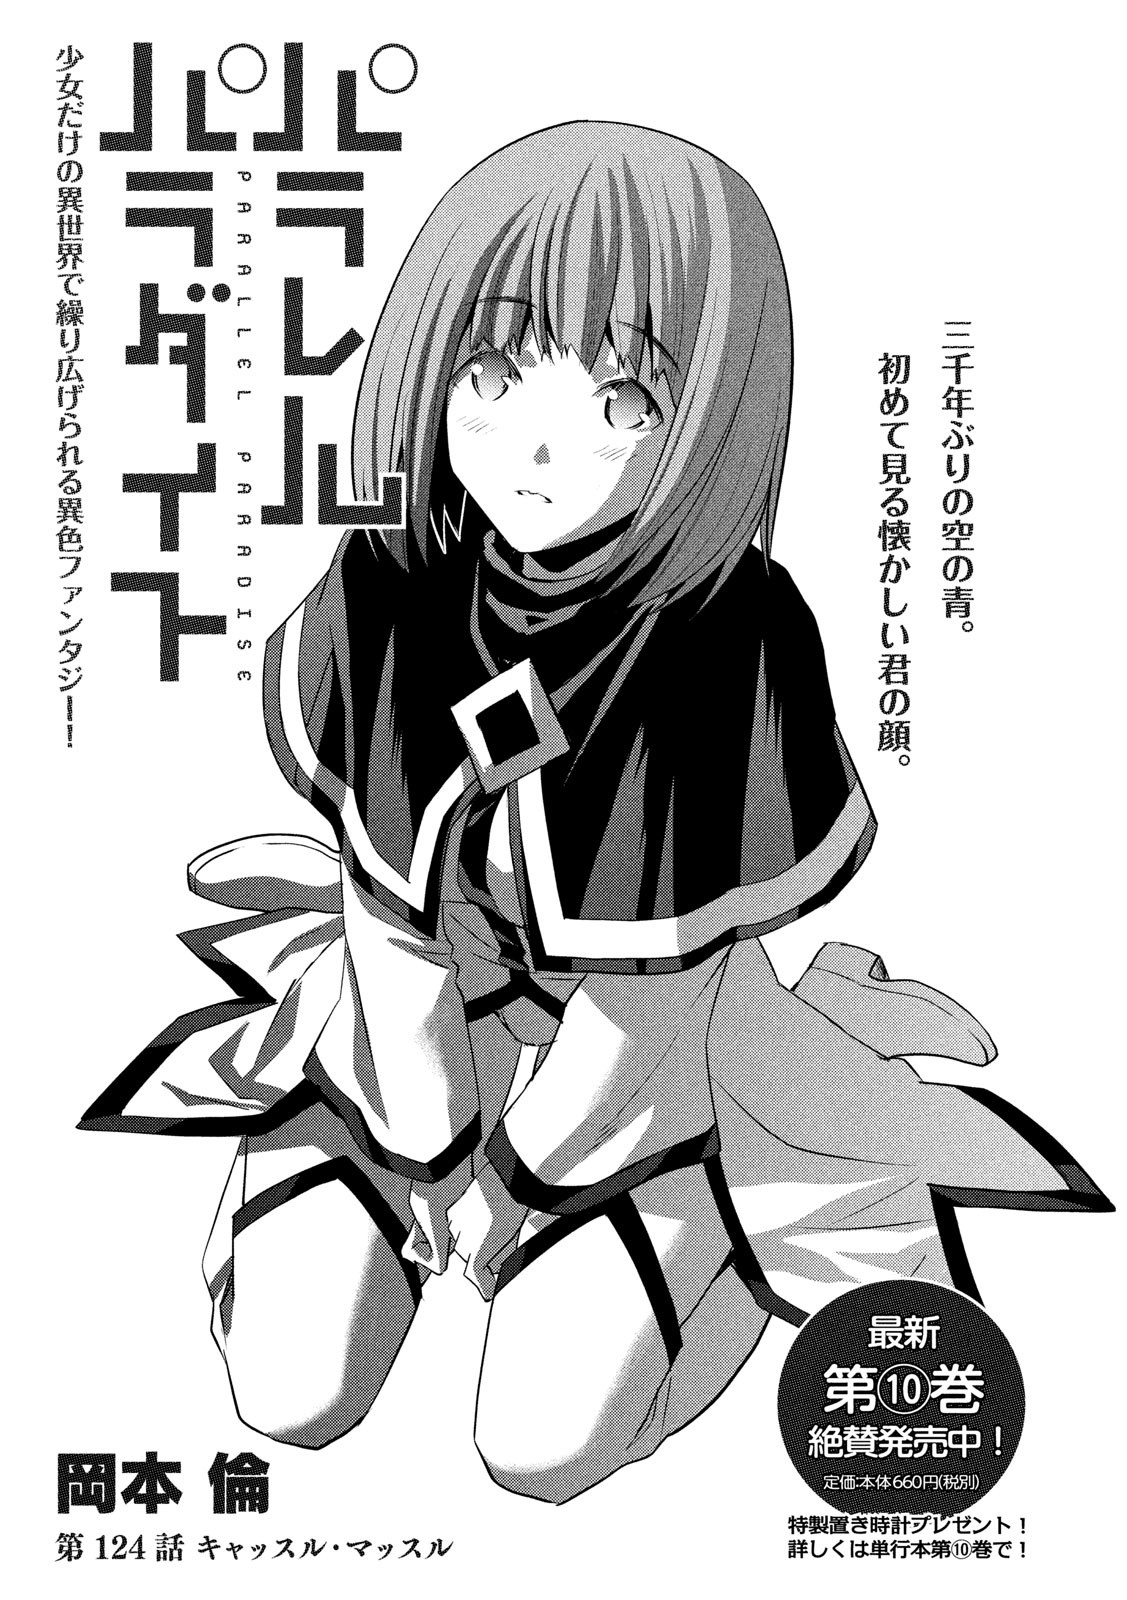 三千年ぶりの空の青。
初めて見る懐かしい君の顔。
パラレル
パラダイス
PARALLEL PARADISE
少女だけの異世界で繰り広げられる異色ファンタジー！
岡本 倫
第124話 キャッスル・マッスル
最新
第⑩巻
絶賛発売中！
定価:本体660円(税別)
特製置き時計プレゼント！
詳しくは単行本第⑩巻で！